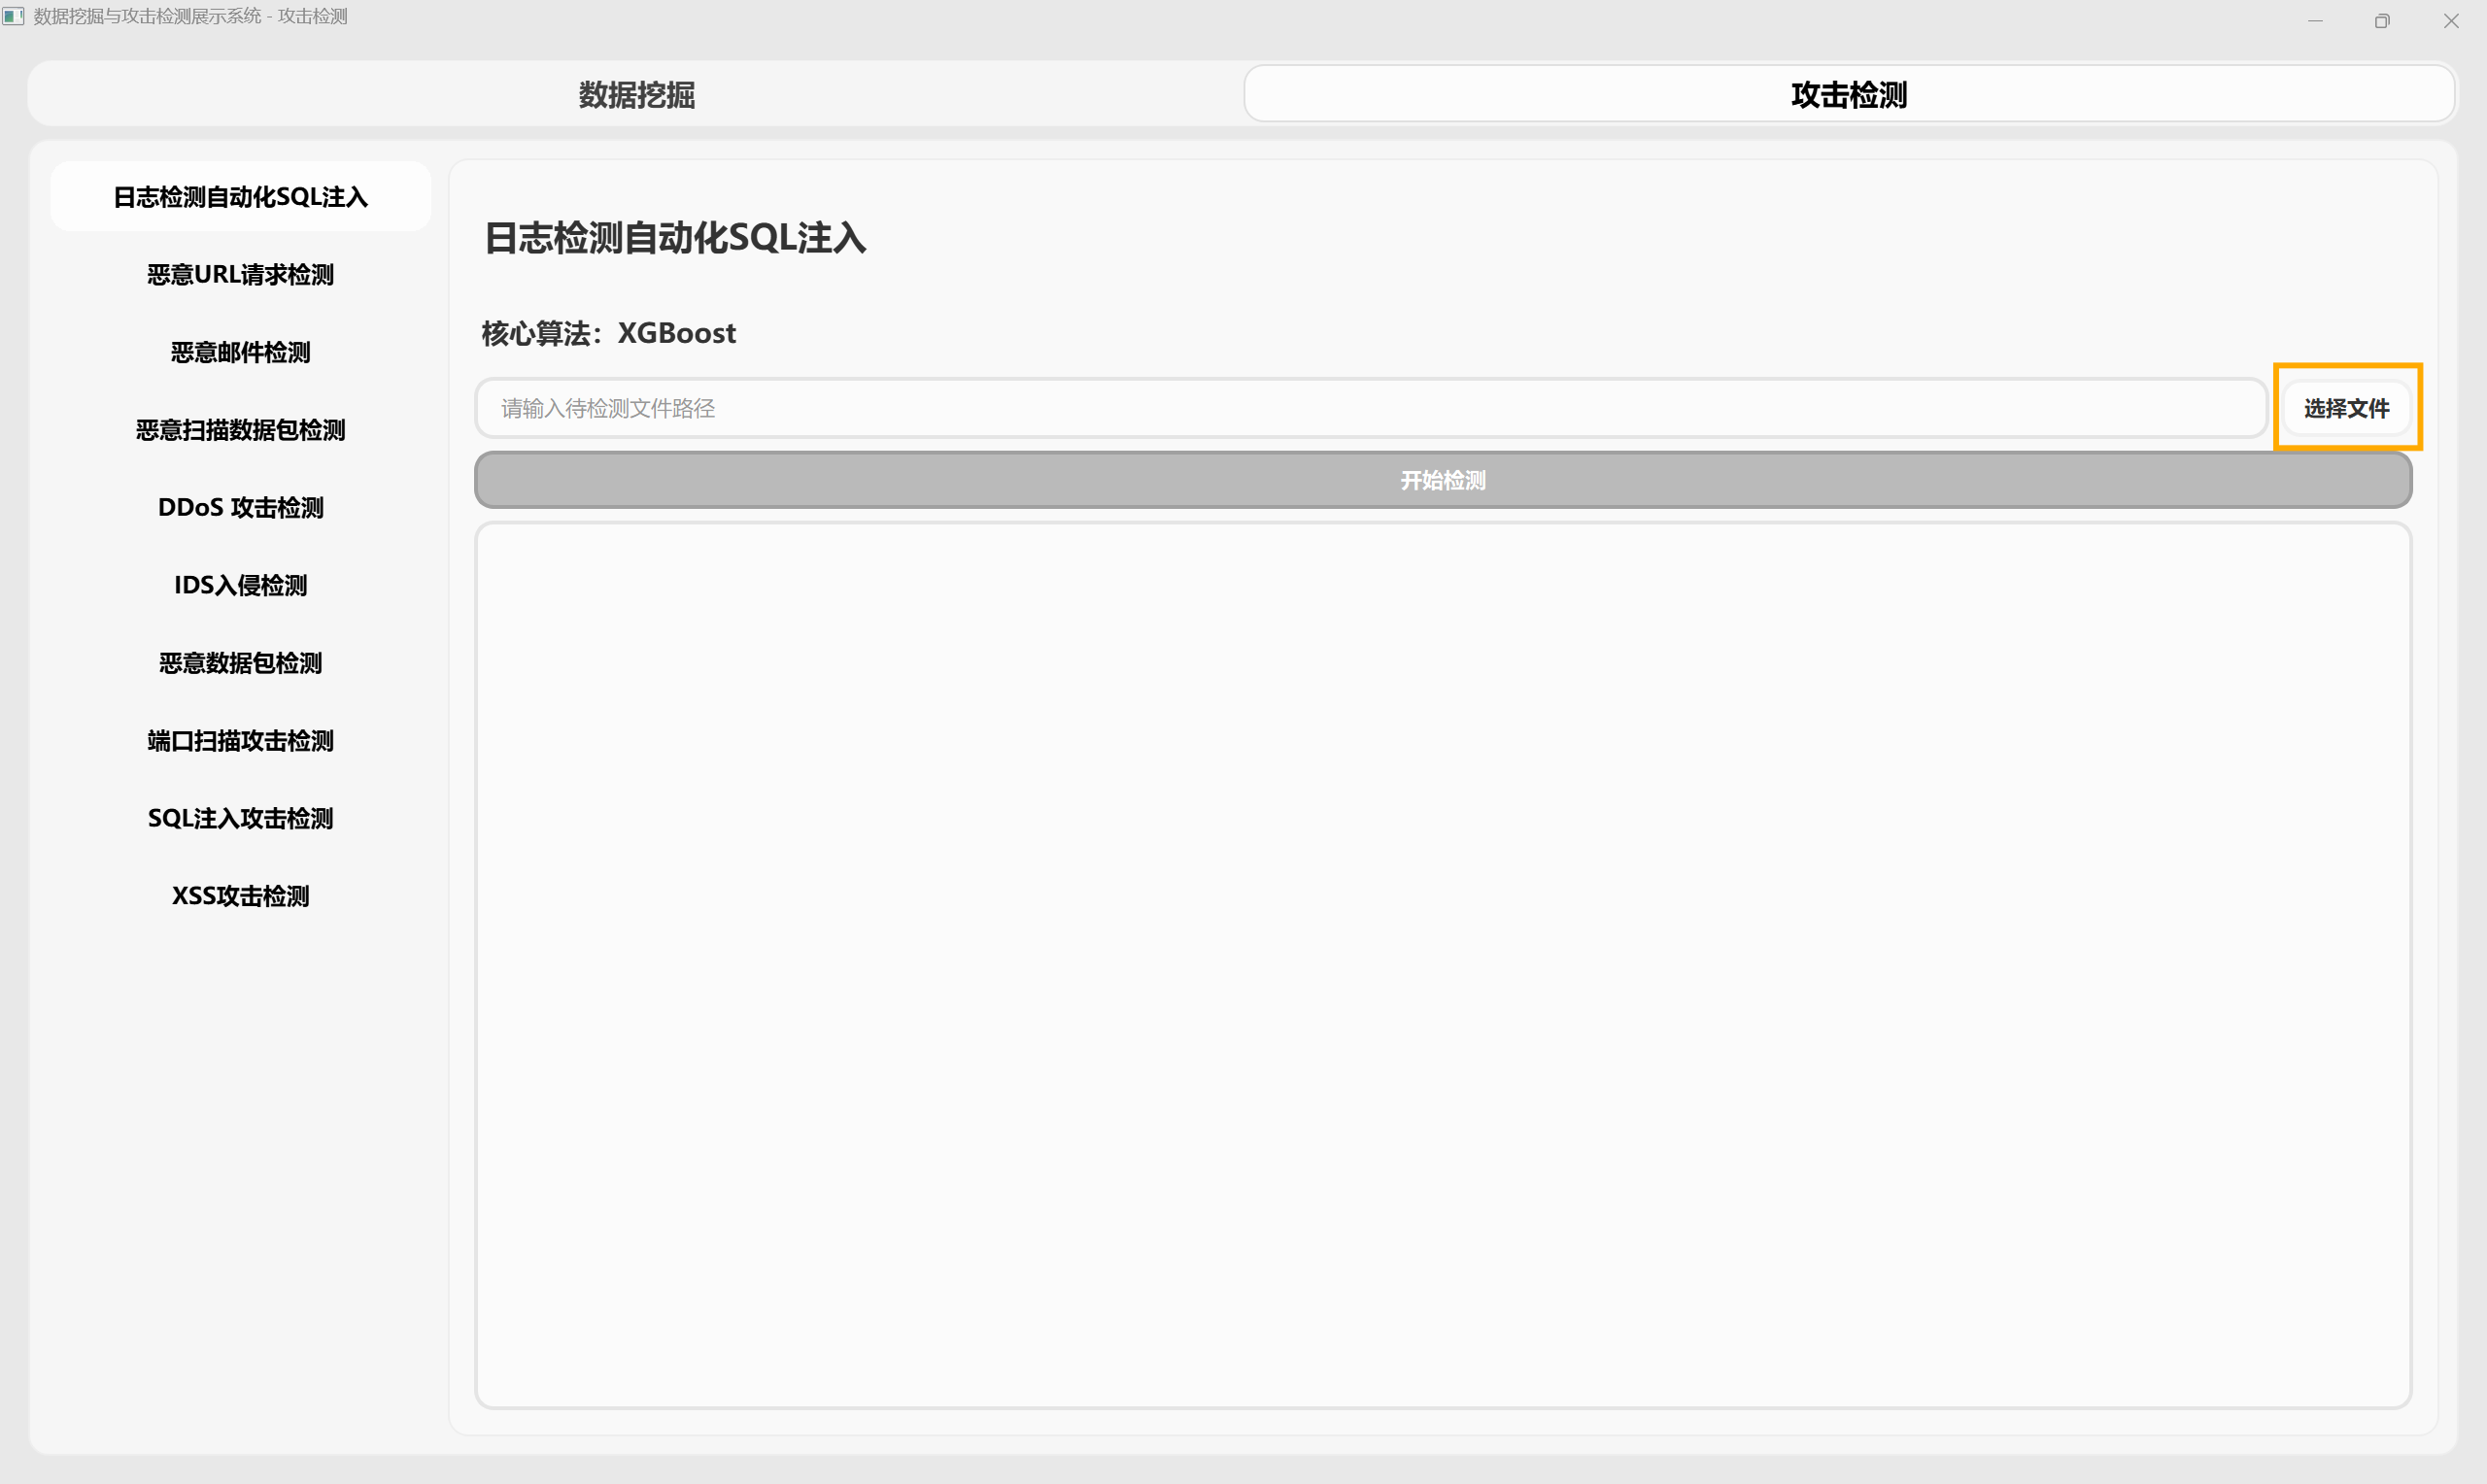 数据挖掘与攻击检测展示系统 - 攻击检测
数据挖掘
攻击检测
日志检测自动化SQL注入
恶意URL请求检测
恶意邮件检测
恶意扫描数据包检测
DDoS 攻击检测
IDS入侵检测
恶意数据包检测
端口扫描攻击检测
SQL注入攻击检测
XSS攻击检测
日志检测自动化SQL注入
核心算法：XGBoost
请输入待检测文件路径
选择文件
开始检测